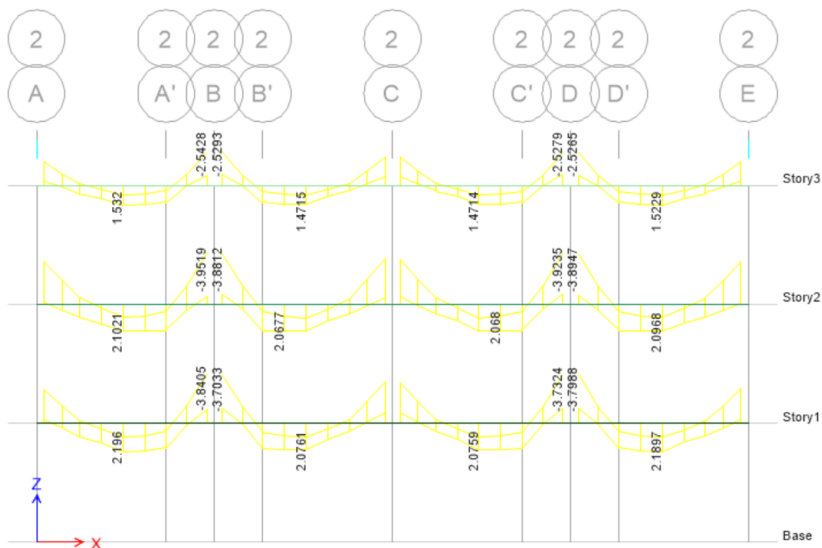 2 2 2 2 2 2 2 2 2
A A' B B' C C' D D' E
-2.5428 -2.5293 -2.5279 -2.5265
Story3
1.532 1.4715 1.4714 1.5229
-3.9519 -3.8812 -3.9235 -3.8947
Story2
2.1021 2.0677 2.068 2.0968
-3.8405 -3.7033 -3.7324 -3.7988
Story1
2.196 2.0761 2.0759 2.1897
Z
X
Base